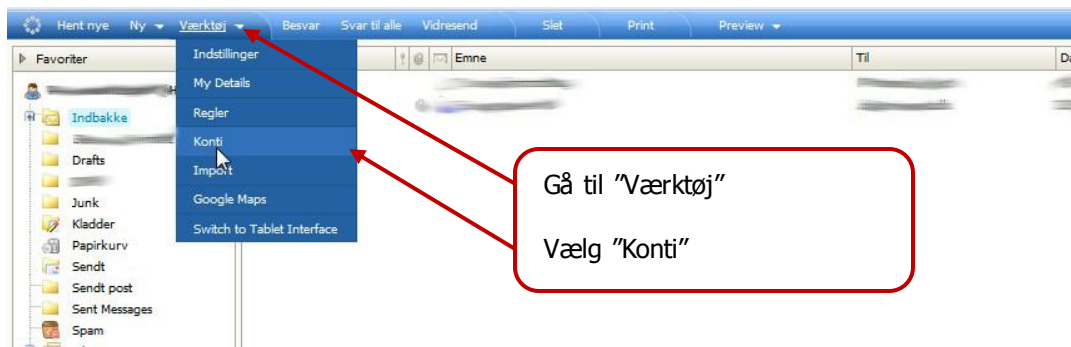 Hent nye Ny Værktøj Besvar Svar til alle Vidresend Slet Print Preview
Favoriter
Emne
Til
Indstillinger
My Details
Regler
Konti
Import
Google Maps
Switch to Tablet Interface
Indbakke
Drafts
Junk
Kladder
Papirkurv
Sendt
Sendt post
Sent Messages
Spam
Gå til ”Værktøj”
Vælg ”Konti”